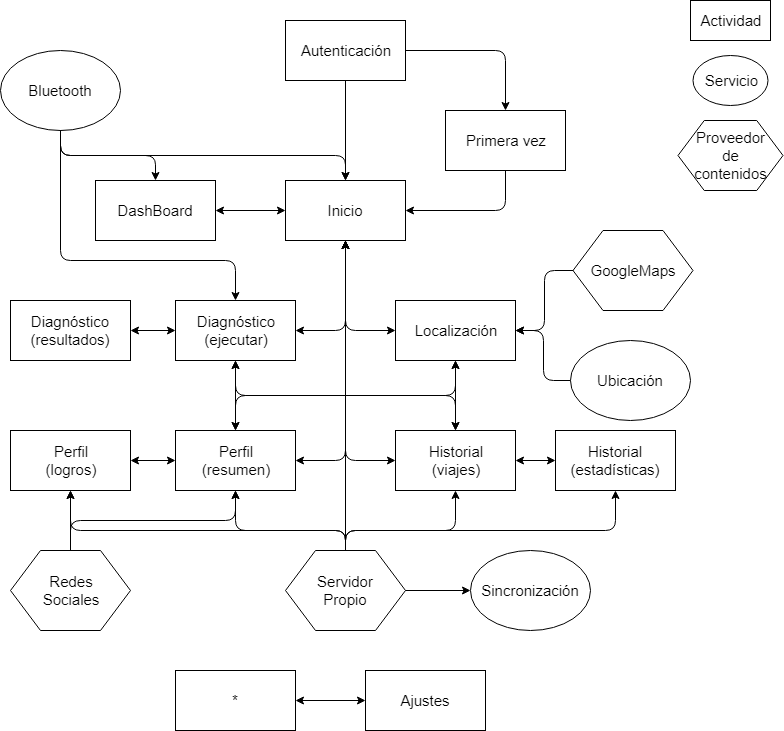 Actividad
Autenticación
Servicio
Bluetooth
Primera vez
Proveedor
de
contenidos
DashBoard
Inicio
GoogleMaps
Diagnóstico
(resultados)
Diagnóstico
(ejecutar)
Localización
Ubicación
Perfil
(logros)
Perfil
(resumen)
Historial
(viajes)
Historial
(estadísticas)
Redes
Sociales
Servidor
Propio
Sincronización
*
Ajustes